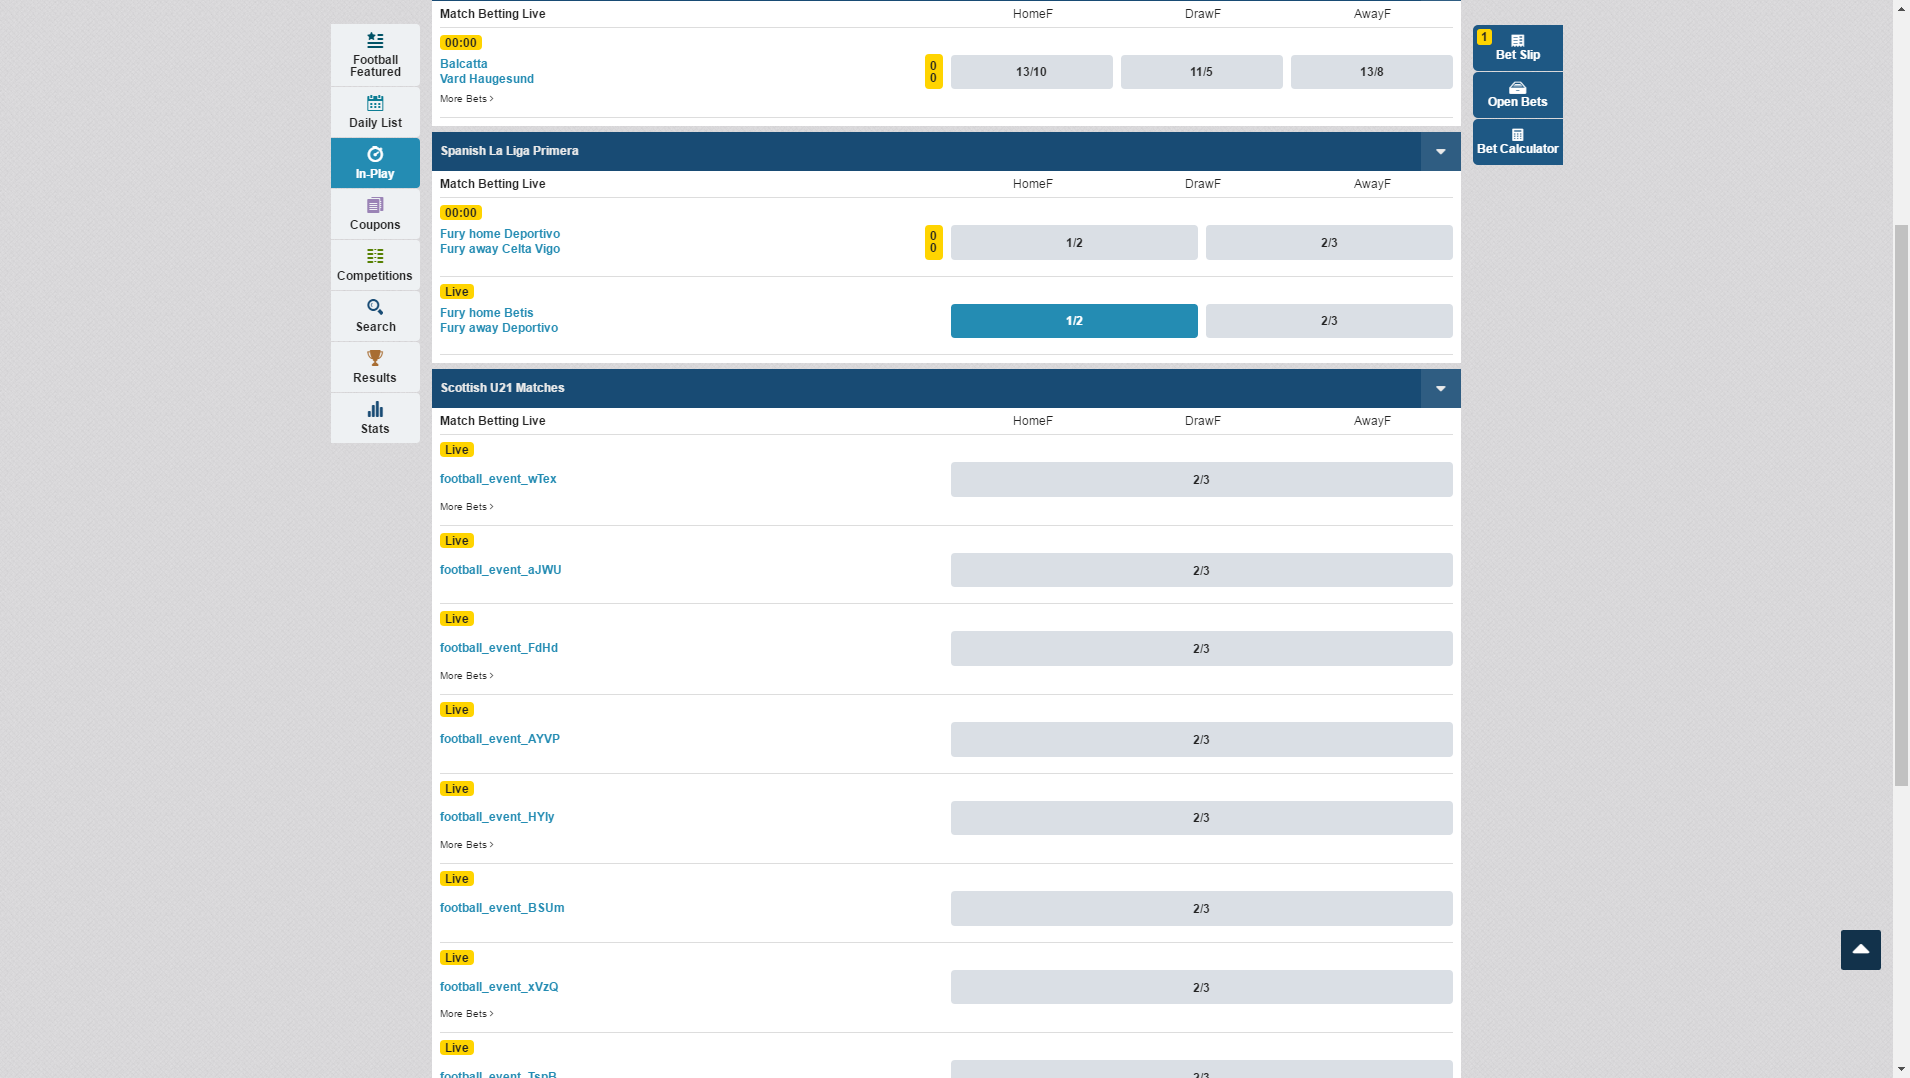 Football
Featured
Daily List
In-Play
Coupons
Competitions
Search
Results
Stats
Match Betting Live HomeF DrawF AwayF
00:00
Balcatta
Vard Haugesund
0
0
13/10 11/5 13/8
More Bets >
Spanish La Liga Primera
Match Betting Live HomeF DrawF AwayF
00:00
Fury home Deportivo
Fury away Celta Vigo
0
0
1/2 2/3
Live
Fury home Betis
Fury away Deportivo
1/2 2/3
Scottish U21 Matches
Match Betting Live HomeF DrawF AwayF
Live
football_event_wTex 2/3
More Bets >
Live
football_event_aJWU 2/3
Live
football_event_FdHd 2/3
More Bets >
Live
football_event_AYVP 2/3
Live
football_event_HYly 2/3
More Bets >
Live
football_event_BSUm 2/3
Live
football_event_xVzQ 2/3
More Bets >
Live
football_event_TspB 2/3
1
Bet Slip
Open Bets
Bet Calculator